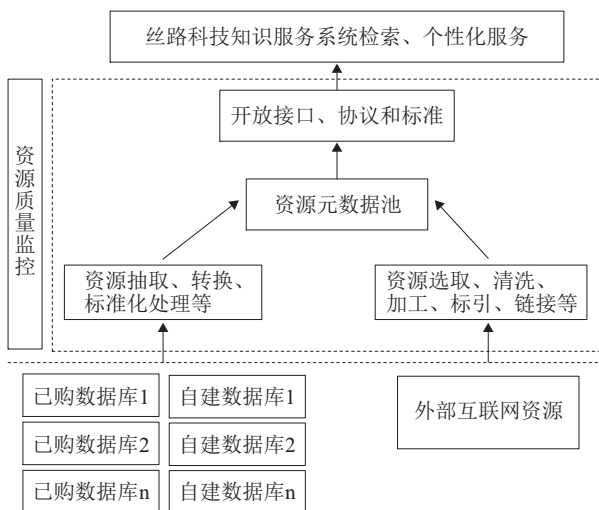 丝路科技知识服务系统检索、个性化服务
开放接口、协议和标准
资源质量监控
资源元数据池
资源抽取、转换、
标准化处理等
资源选取、清洗、
加工、标引、链接等
已购数据库1
自建数据库1
外部互联网资源
已购数据库2
自建数据库2
已购数据库n
自建数据库n